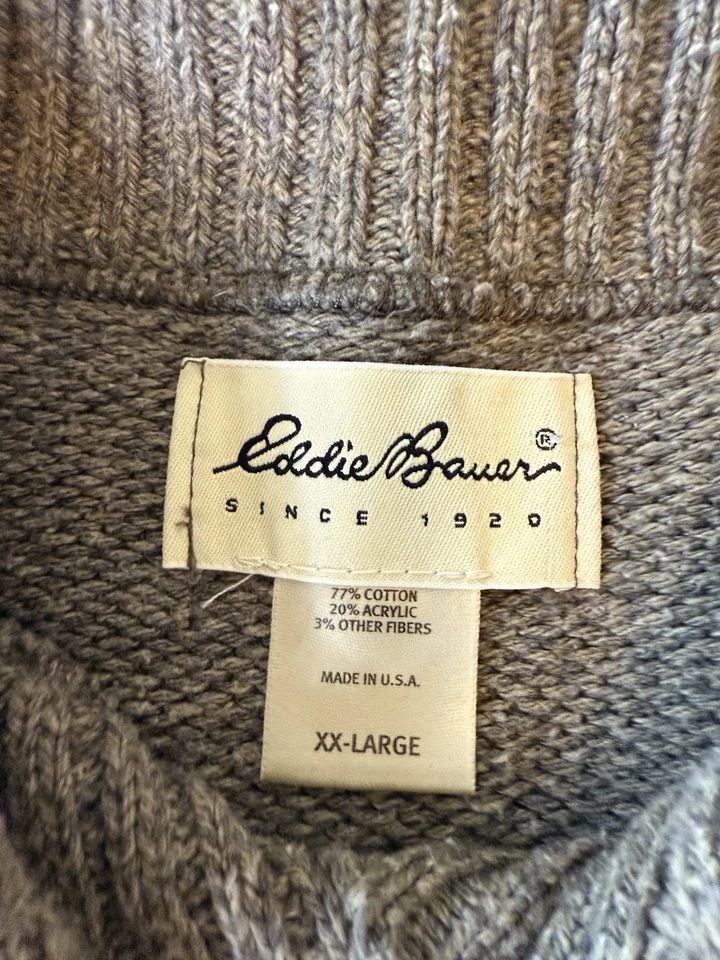 Eddie Bauer®
SINCE 1920
77% COTTON
20% ACRYLIC
3% OTHER FIBERS
MADE IN U.S.A.
XX-LARGE